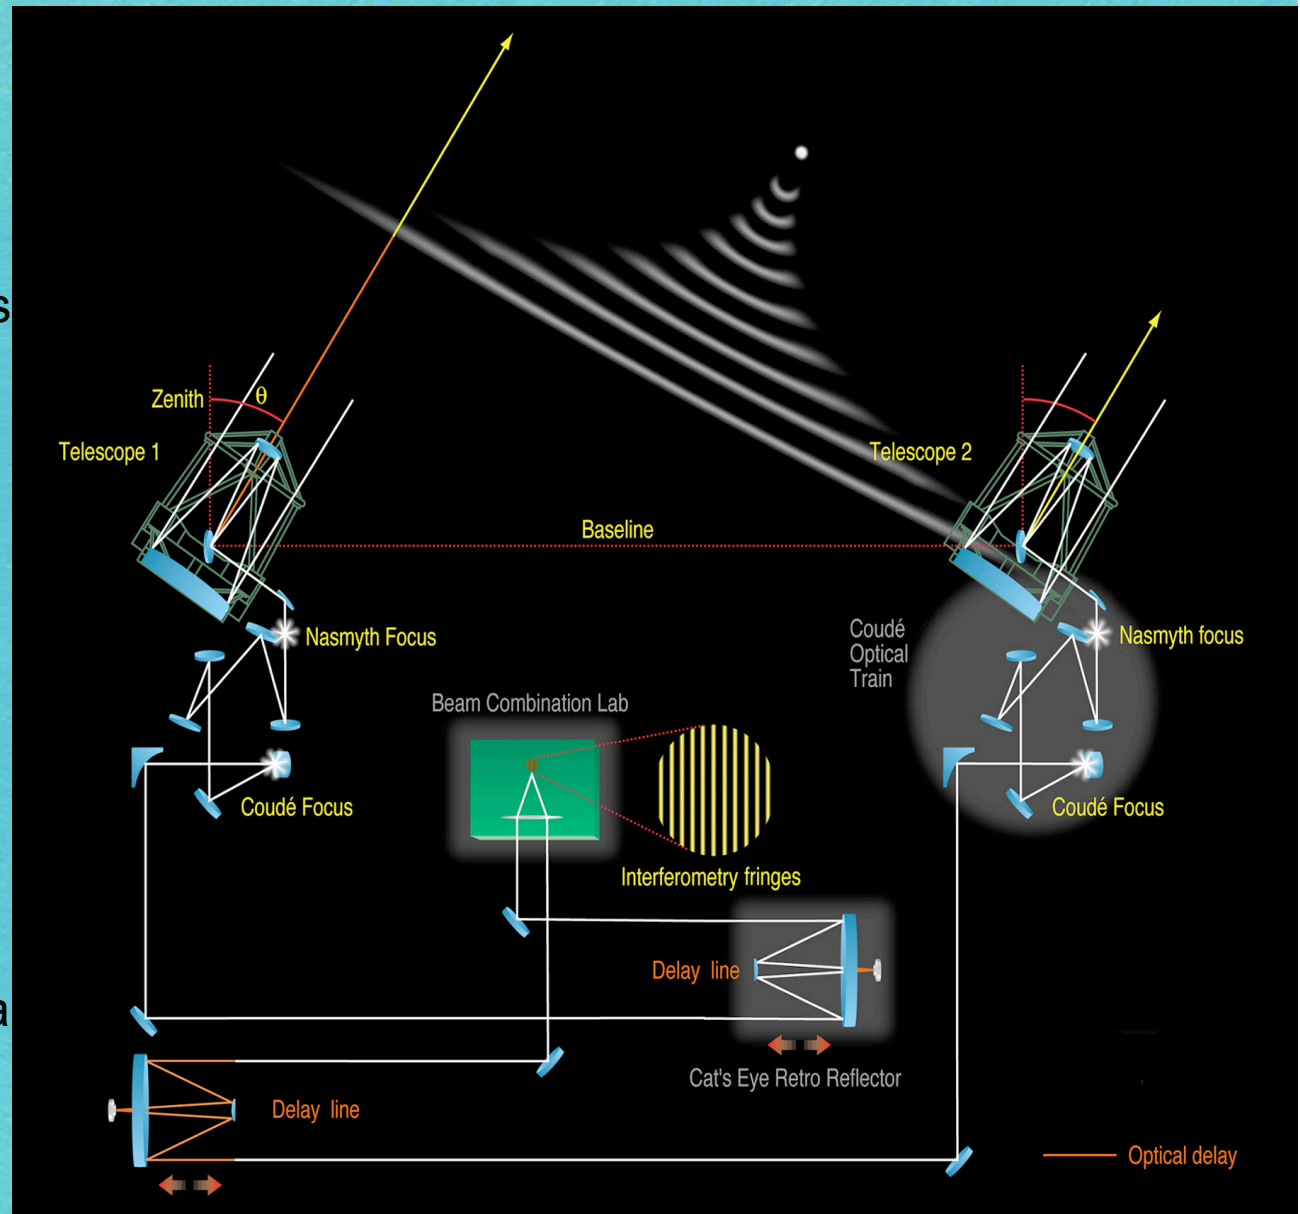 s
Zenith
θ
Telescope 1
Telescope 2
Baseline
Nasmyth Focus
Coudé
Optical
Train
Nasmyth focus
Beam Combination Lab
Coudé Focus
Coudé Focus
Interferometry fringes
Delay line
a
Cat's Eye Retro Reflector
Delay line
Optical delay